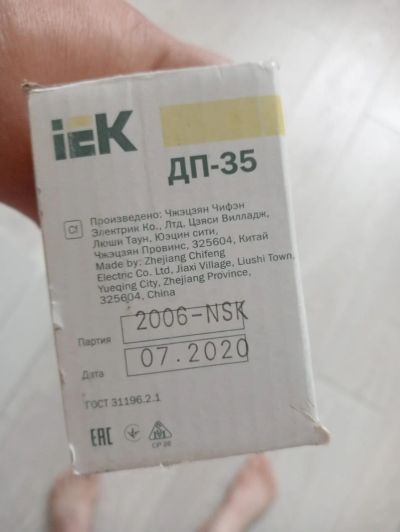 iEK
ДП-35
Cf
Произведено: Чжэцзян Чифэн
Электрик Ко., Лтд, Цзяси Вилладж,
Люши Таун, Юэцин сити,
Чжэцзян Провинс, 325604, Китай
Made by: Zhejiang Chifeng
Electric Co. Ltd, Jiaxi Village, Liushi Town,
Yueqing City, Zhejiang Province,
325604, China
Партия 2006-NSK
Дата 07.2020
ГОСТ 31196.2.1
EAC